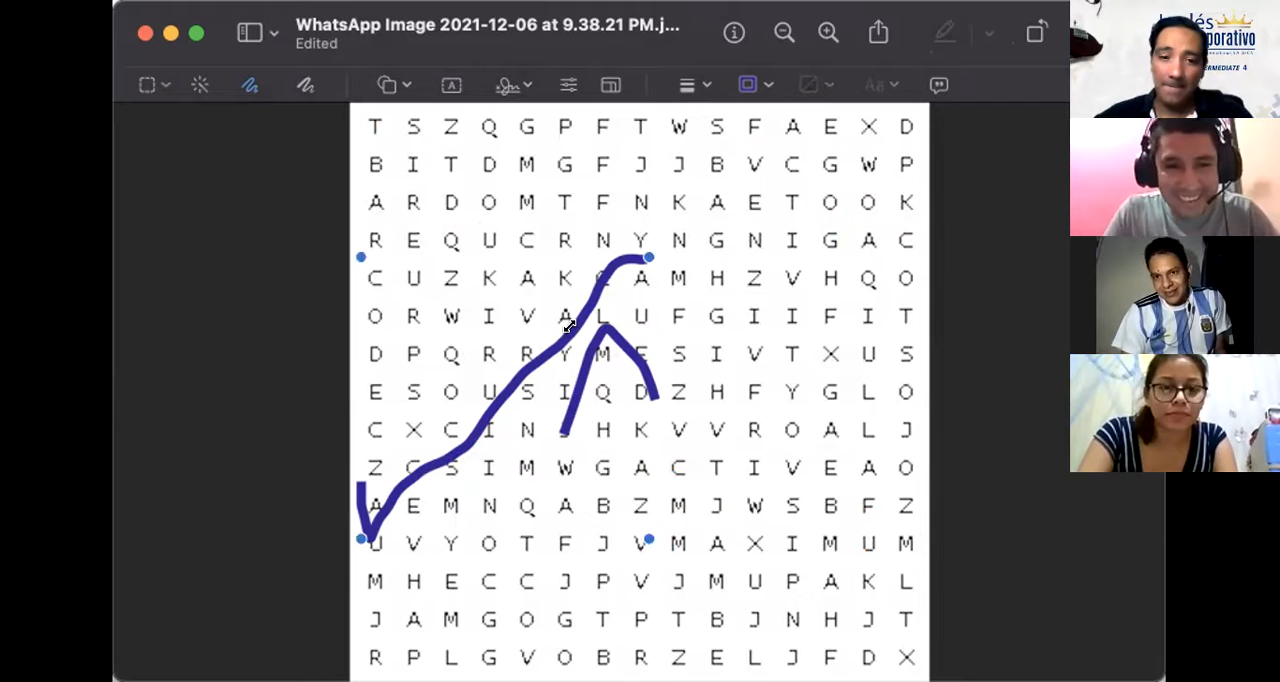 WhatsApp Image 2021-12-06 at 9.38.21 PM.j...
Edited
T S Z Q G P F T W S F A E X D
B I T D M G F J J B V C G W P
A R D O M T F N K A E T O O K
R E Q U C R N Y N G N I G A C
C U Z K A K A M H Z V H Q O
O R W I V A L U F G I I F I T
D P Q R R Y M E S I V T X U S
E S O U S I Q D Z H F Y G L O
C X C I N H K V V R O A L J
Z C S I M W G A C T I V E A O
A E M N Q A B Z M J W S B F Z
U V Y O T F J V M A X I M U M
M H E C C J P V J M U P A K L
J A M G O G T P T B J N H J T
R P L G V O B R Z E L J F D X